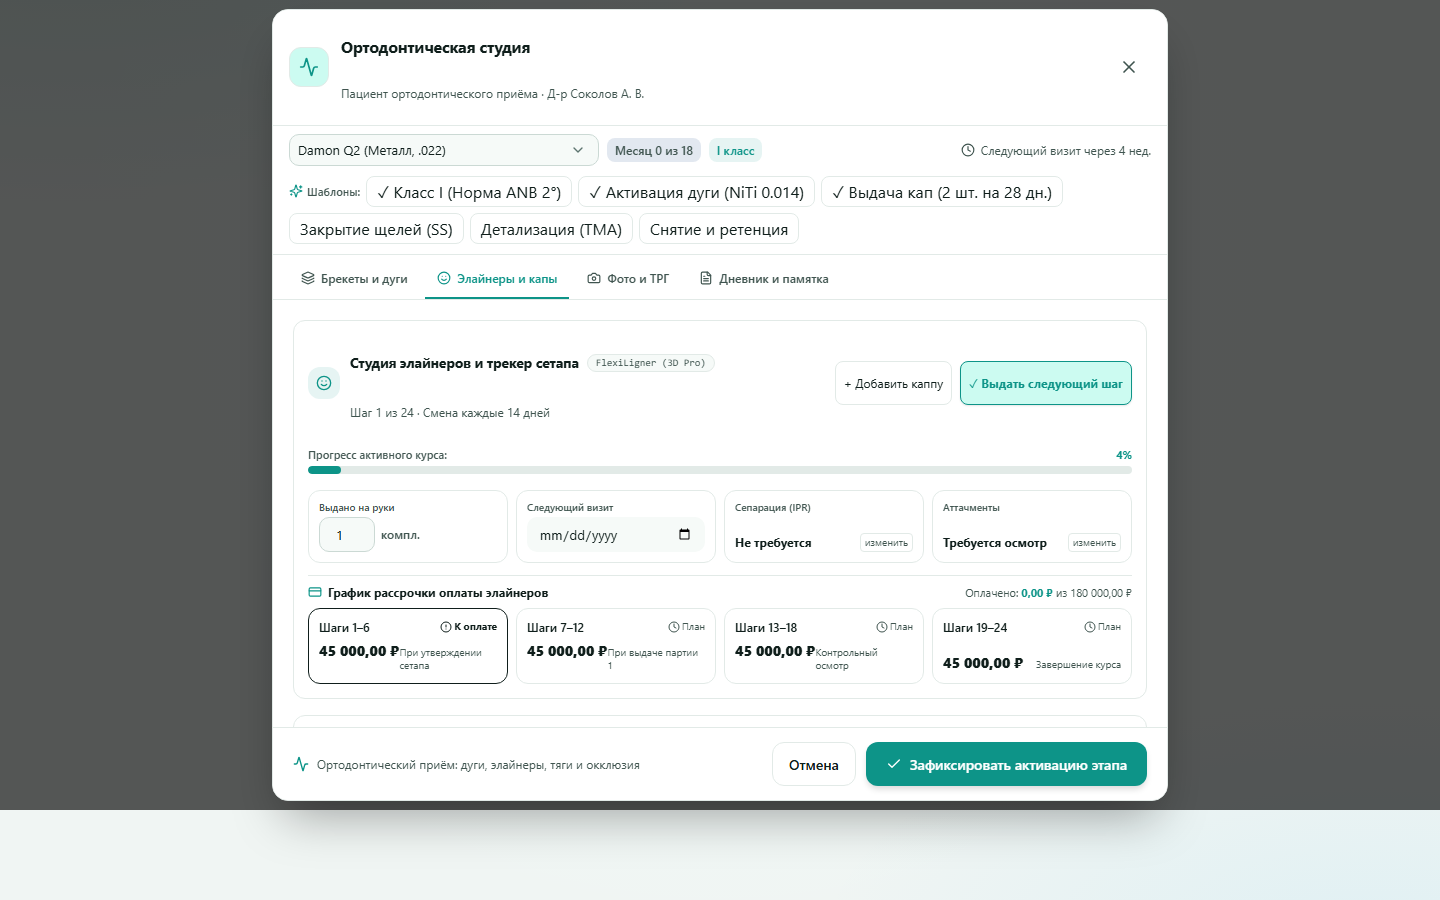 Ортодонтическая студия
Пациент ортодонтического приёма · Д-р Соколов А. В.
Damon Q2 (Металл, .022)
Месяц 0 из 18
I класс
Следующий визит через 4 нед.
Шаблоны:
✓ Класс I (Норма ANB 2°)
✓ Активация дуги (NiTi 0.014)
✓ Выдача кап (2 шт. на 28 дн.)
Закрытие щелей (SS)
Детализация (TMA)
Снятие и ретенция
Брекеты и дуги
Элайнеры и капы
Фото и ТРГ
Дневник и памятка
Студия элайнеров и трекер сетапа
FlexiLigner (3D Pro)
Шаг 1 из 24 · Смена каждые 14 дней
+ Добавить каппу
✓ Выдать следующий шаг
Прогресс активного курса:
4%
Выдано на руки
1
компл.
Следующий визит
mm/dd/yyyy
Сепарация (IPR)
Не требуется
изменить
Аттачменты
Требуется осмотр
изменить
График рассрочки оплаты элайнеров
Оплачено: 0,00 ₽ из 180 000,00 ₽
Шаги 1–6
К оплате
45 000,00 ₽
При утверждении
сетапа
Шаги 7–12
План
45 000,00 ₽
При выдаче партии
1
Шаги 13–18
План
45 000,00 ₽
Контрольный
осмотр
Шаги 19–24
План
45 000,00 ₽
Завершение курса
Ортодонтический приём: дуги, элайнеры, тяги и окклюзия
Отмена
Зафиксировать активацию этапа